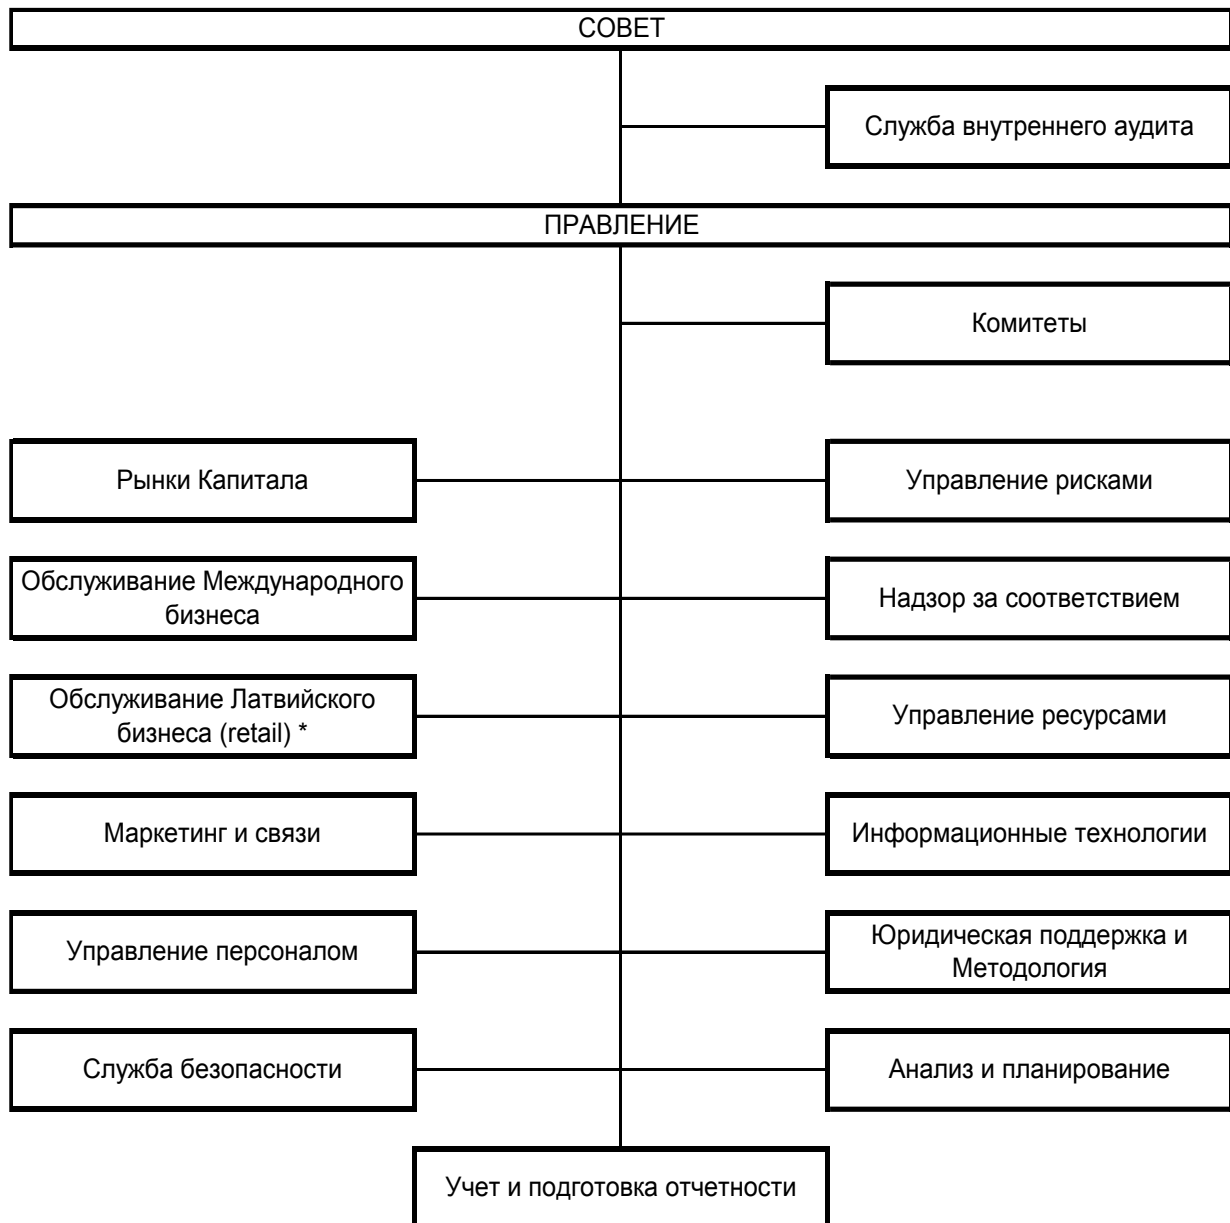 СОВЕТ
Служба внутреннего аудита
ПРАВЛЕНИЕ
Комитеты
Рынки Капитала
Управление рисками
Обслуживание Международного
бизнеса
Надзор за соответствием
Обслуживание Латвийского
бизнеса (retail) *
Управление ресурсами
Маркетинг и связи
Информационные технологии
Управление персоналом
Юридическая поддержка и
Методология
Служба безопасности
Анализ и планирование
Учет и подготовка отчетности